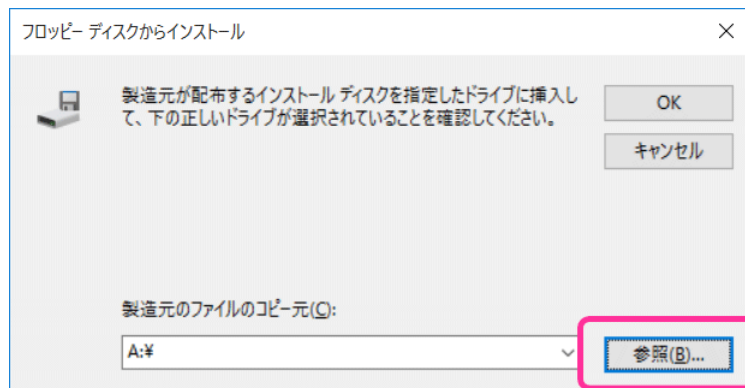 フロッピー ディスクからインストール
製造元が配布するインストール ディスクを指定したドライブに挿入し
て、下の正しいドライブが選択されていることを確認してください。
OK
キャンセル
製造元のファイルのコピー元(C):
A:¥
参照(B)...